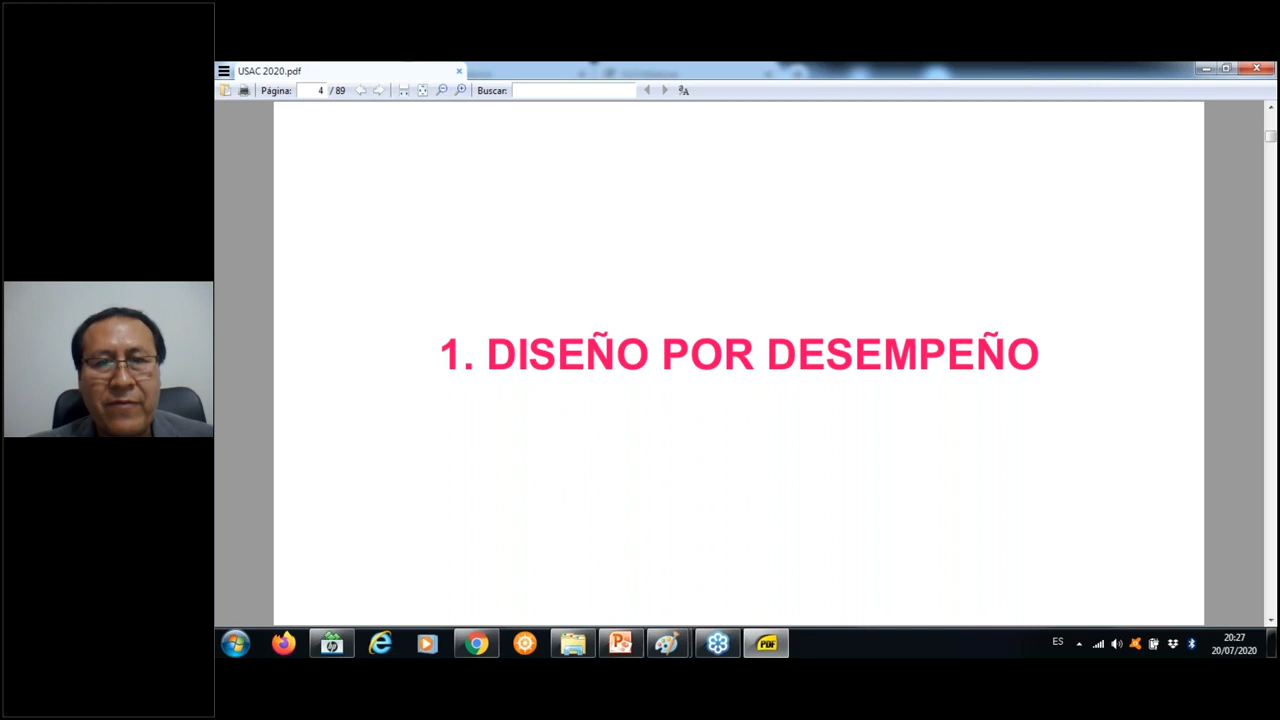 USAC 2020.pdf
Página: 4 / 89 Buscar:
1. DISEÑO POR DESEMPEÑO
ES
20:27
20/07/2020